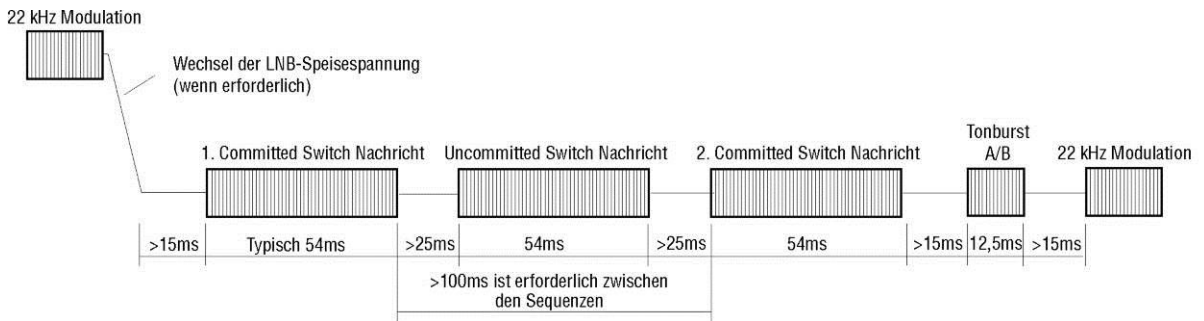 22 kHz Modulation
Wechsel der LNB-Speisespannung
(wenn erforderlich)
1. Committed Switch Nachricht
Uncommitted Switch Nachricht
2. Committed Switch Nachricht
Tonburst
A/B
22 kHz Modulation
>15ms
Typisch 54ms
>25ms
54ms
>25ms
54ms
>15ms
12,5ms
>15ms
>100ms ist erforderlich zwischen
den Sequenzen